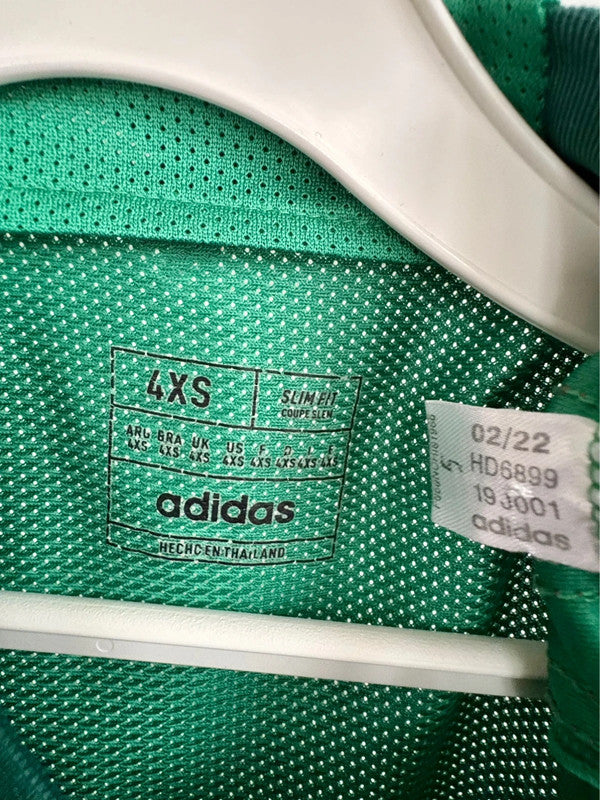 4XS
SLIM FIT
COUPE SLIM
ARG BRA UK US F D I E
4XS 4XS 4XS 4XS 4XS 4XS 4XS 4XS
adidas
HECHO EN THAILAND
02/22
HD6899
19J001
adidas